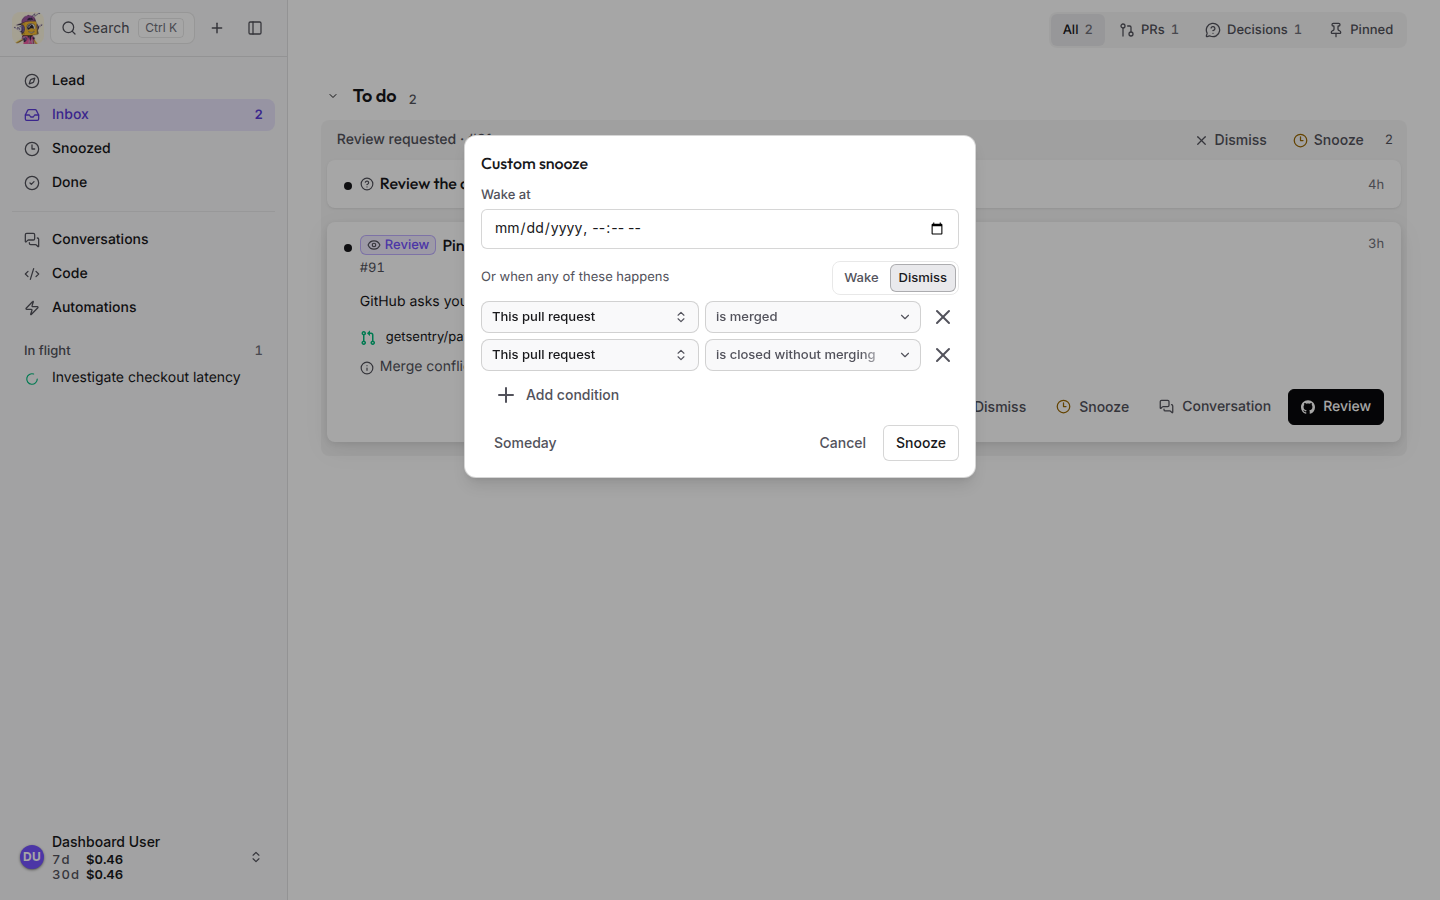 Search Ctrl K
All 2 PRs 1 Decisions 1 Pinned
Lead
Inbox 2
Snoozed
Done
Conversations
Code
Automations
In flight 1
Investigate checkout latency
Dashboard User
DU
7d $0.46
30d $0.46
To do 2
Review requested ·
Dismiss Snooze 2
Review the
4h
Review Pin
3h
#91
GitHub asks you
getsentry/pa
Merge confli
Dismiss Snooze Conversation Review
Custom snooze
Wake at
mm/dd/yyyy, --:-- --
Or when any of these happens Wake Dismiss
This pull request is merged
This pull request is closed without merging
Add condition
Someday Cancel Snooze